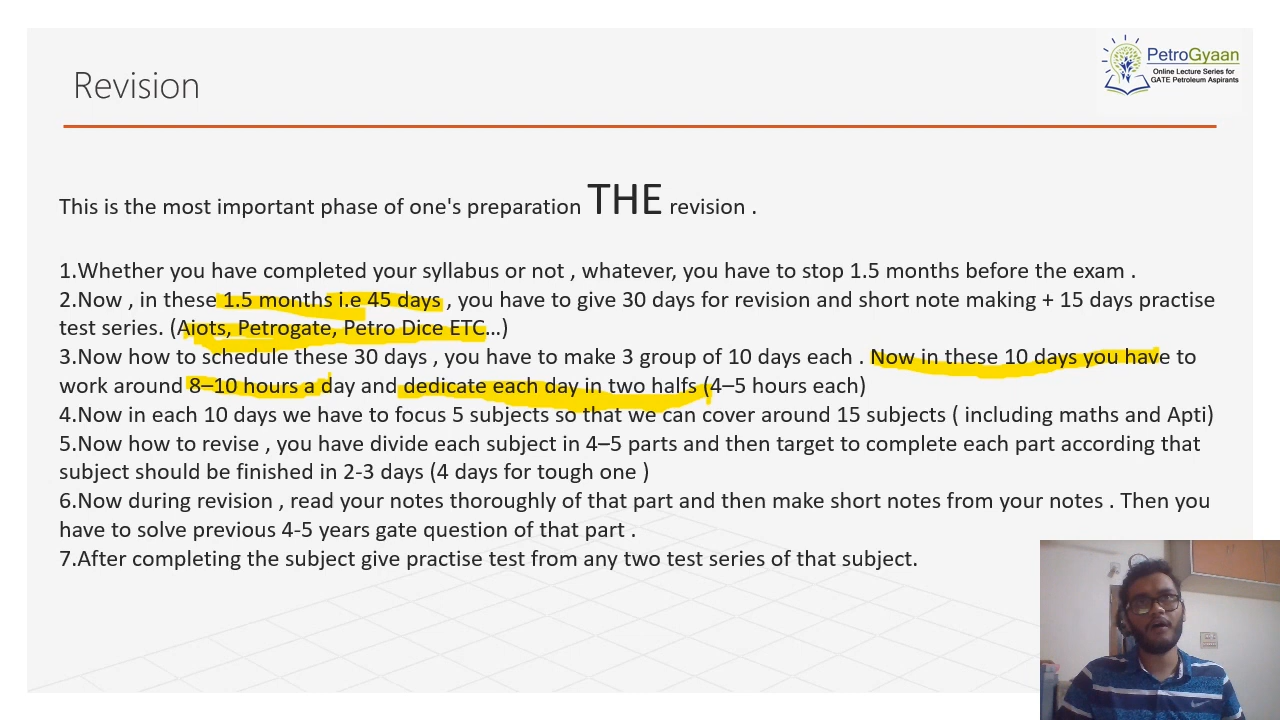 Revision
PetroGyaan
Online Lecture Series for
GATE Petroleum Aspirants
This is the most important phase of one's preparation THE revision .
1.Whether you have completed your syllabus or not , whatever, you have to stop 1.5 months before the exam .
2.Now , in these 1.5 months i.e 45 days , you have to give 30 days for revision and short note making + 15 days practise
test series. (Aiots, Petrogate, Petro Dice ETC...)
3.Now how to schedule these 30 days , you have to make 3 group of 10 days each . Now in these 10 days you have to
work around 8–10 hours a day and dedicate each day in two halfs (4–5 hours each)
4.Now in each 10 days we have to focus 5 subjects so that we can cover around 15 subjects ( including maths and Apti)
5.Now how to revise , you have divide each subject in 4–5 parts and then target to complete each part according that
subject should be finished in 2-3 days (4 days for tough one )
6.Now during revision , read your notes thoroughly of that part and then make short notes from your notes . Then you
have to solve previous 4-5 years gate question of that part .
7.After completing the subject give practise test from any two test series of that subject.